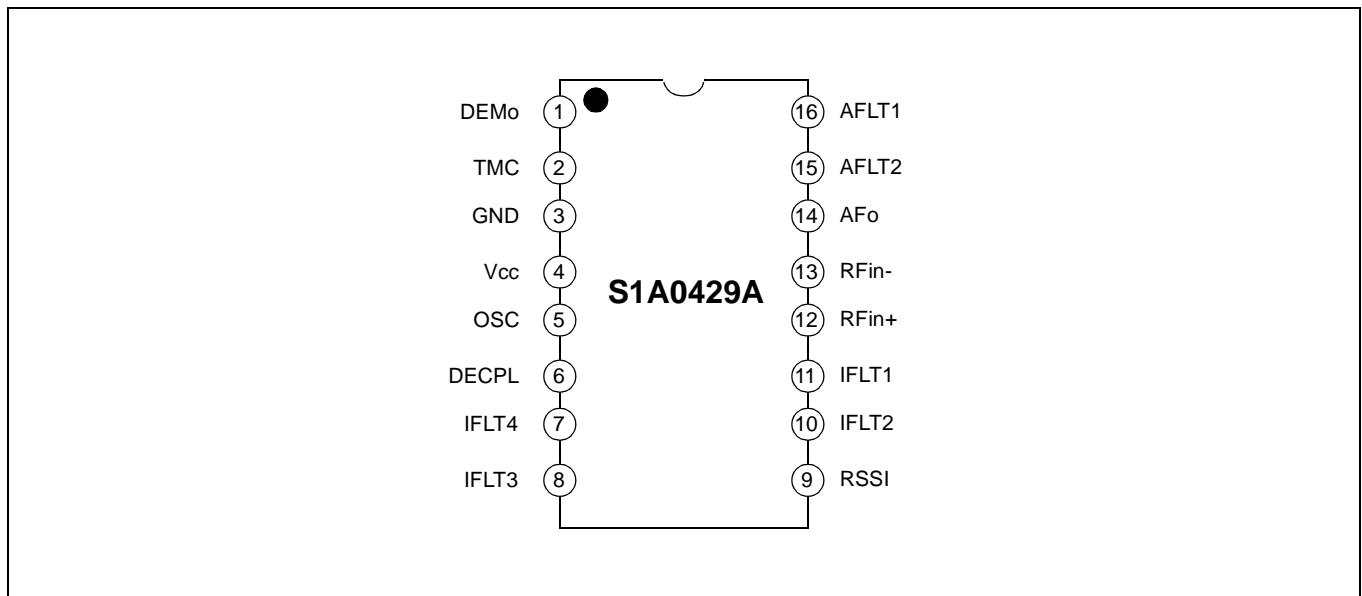 DEMo 1 16 AFLT1
TMC 2 15 AFLT2
GND 3 14 AFo
Vcc 4 13 RFin-
S1A0429A
OSC 5 12 RFin+
DECPL 6 11 IFLT1
IFLT4 7 10 IFLT2
IFLT3 8 9 RSSI